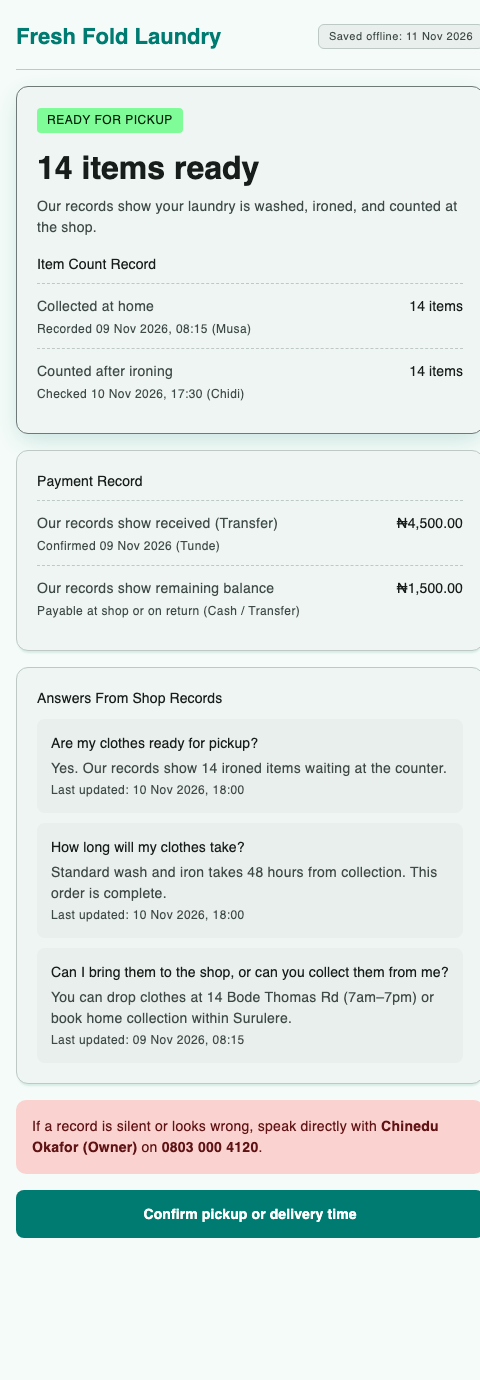 Fresh Fold Laundry
Saved offline: 11 Nov 2026
READY FOR PICKUP
14 items ready
Our records show your laundry is washed, ironed, and counted at
the shop.
Item Count Record
Collected at home 14 items
Recorded 09 Nov 2026, 08:15 (Musa)
Counted after ironing 14 items
Checked 10 Nov 2026, 17:30 (Chidi)
Payment Record
Our records show received (Transfer) ₦4,500.00
Confirmed 09 Nov 2026 (Tunde)
Our records show remaining balance ₦1,500.00
Payable at shop or on return (Cash / Transfer)
Answers From Shop Records
Are my clothes ready for pickup?
Yes. Our records show 14 ironed items waiting at the counter.
Last updated: 10 Nov 2026, 18:00
How long will my clothes take?
Standard wash and iron takes 48 hours from collection. This
order is complete.
Last updated: 10 Nov 2026, 18:00
Can I bring them to the shop, or can you collect them from me?
You can drop clothes at 14 Bode Thomas Rd (7am–7pm) or
book home collection within Surulere.
Last updated: 09 Nov 2026, 08:15
If a record is silent or looks wrong, speak directly with Chinedu
Okafor (Owner) on 0803 000 4120.
Confirm pickup or delivery time